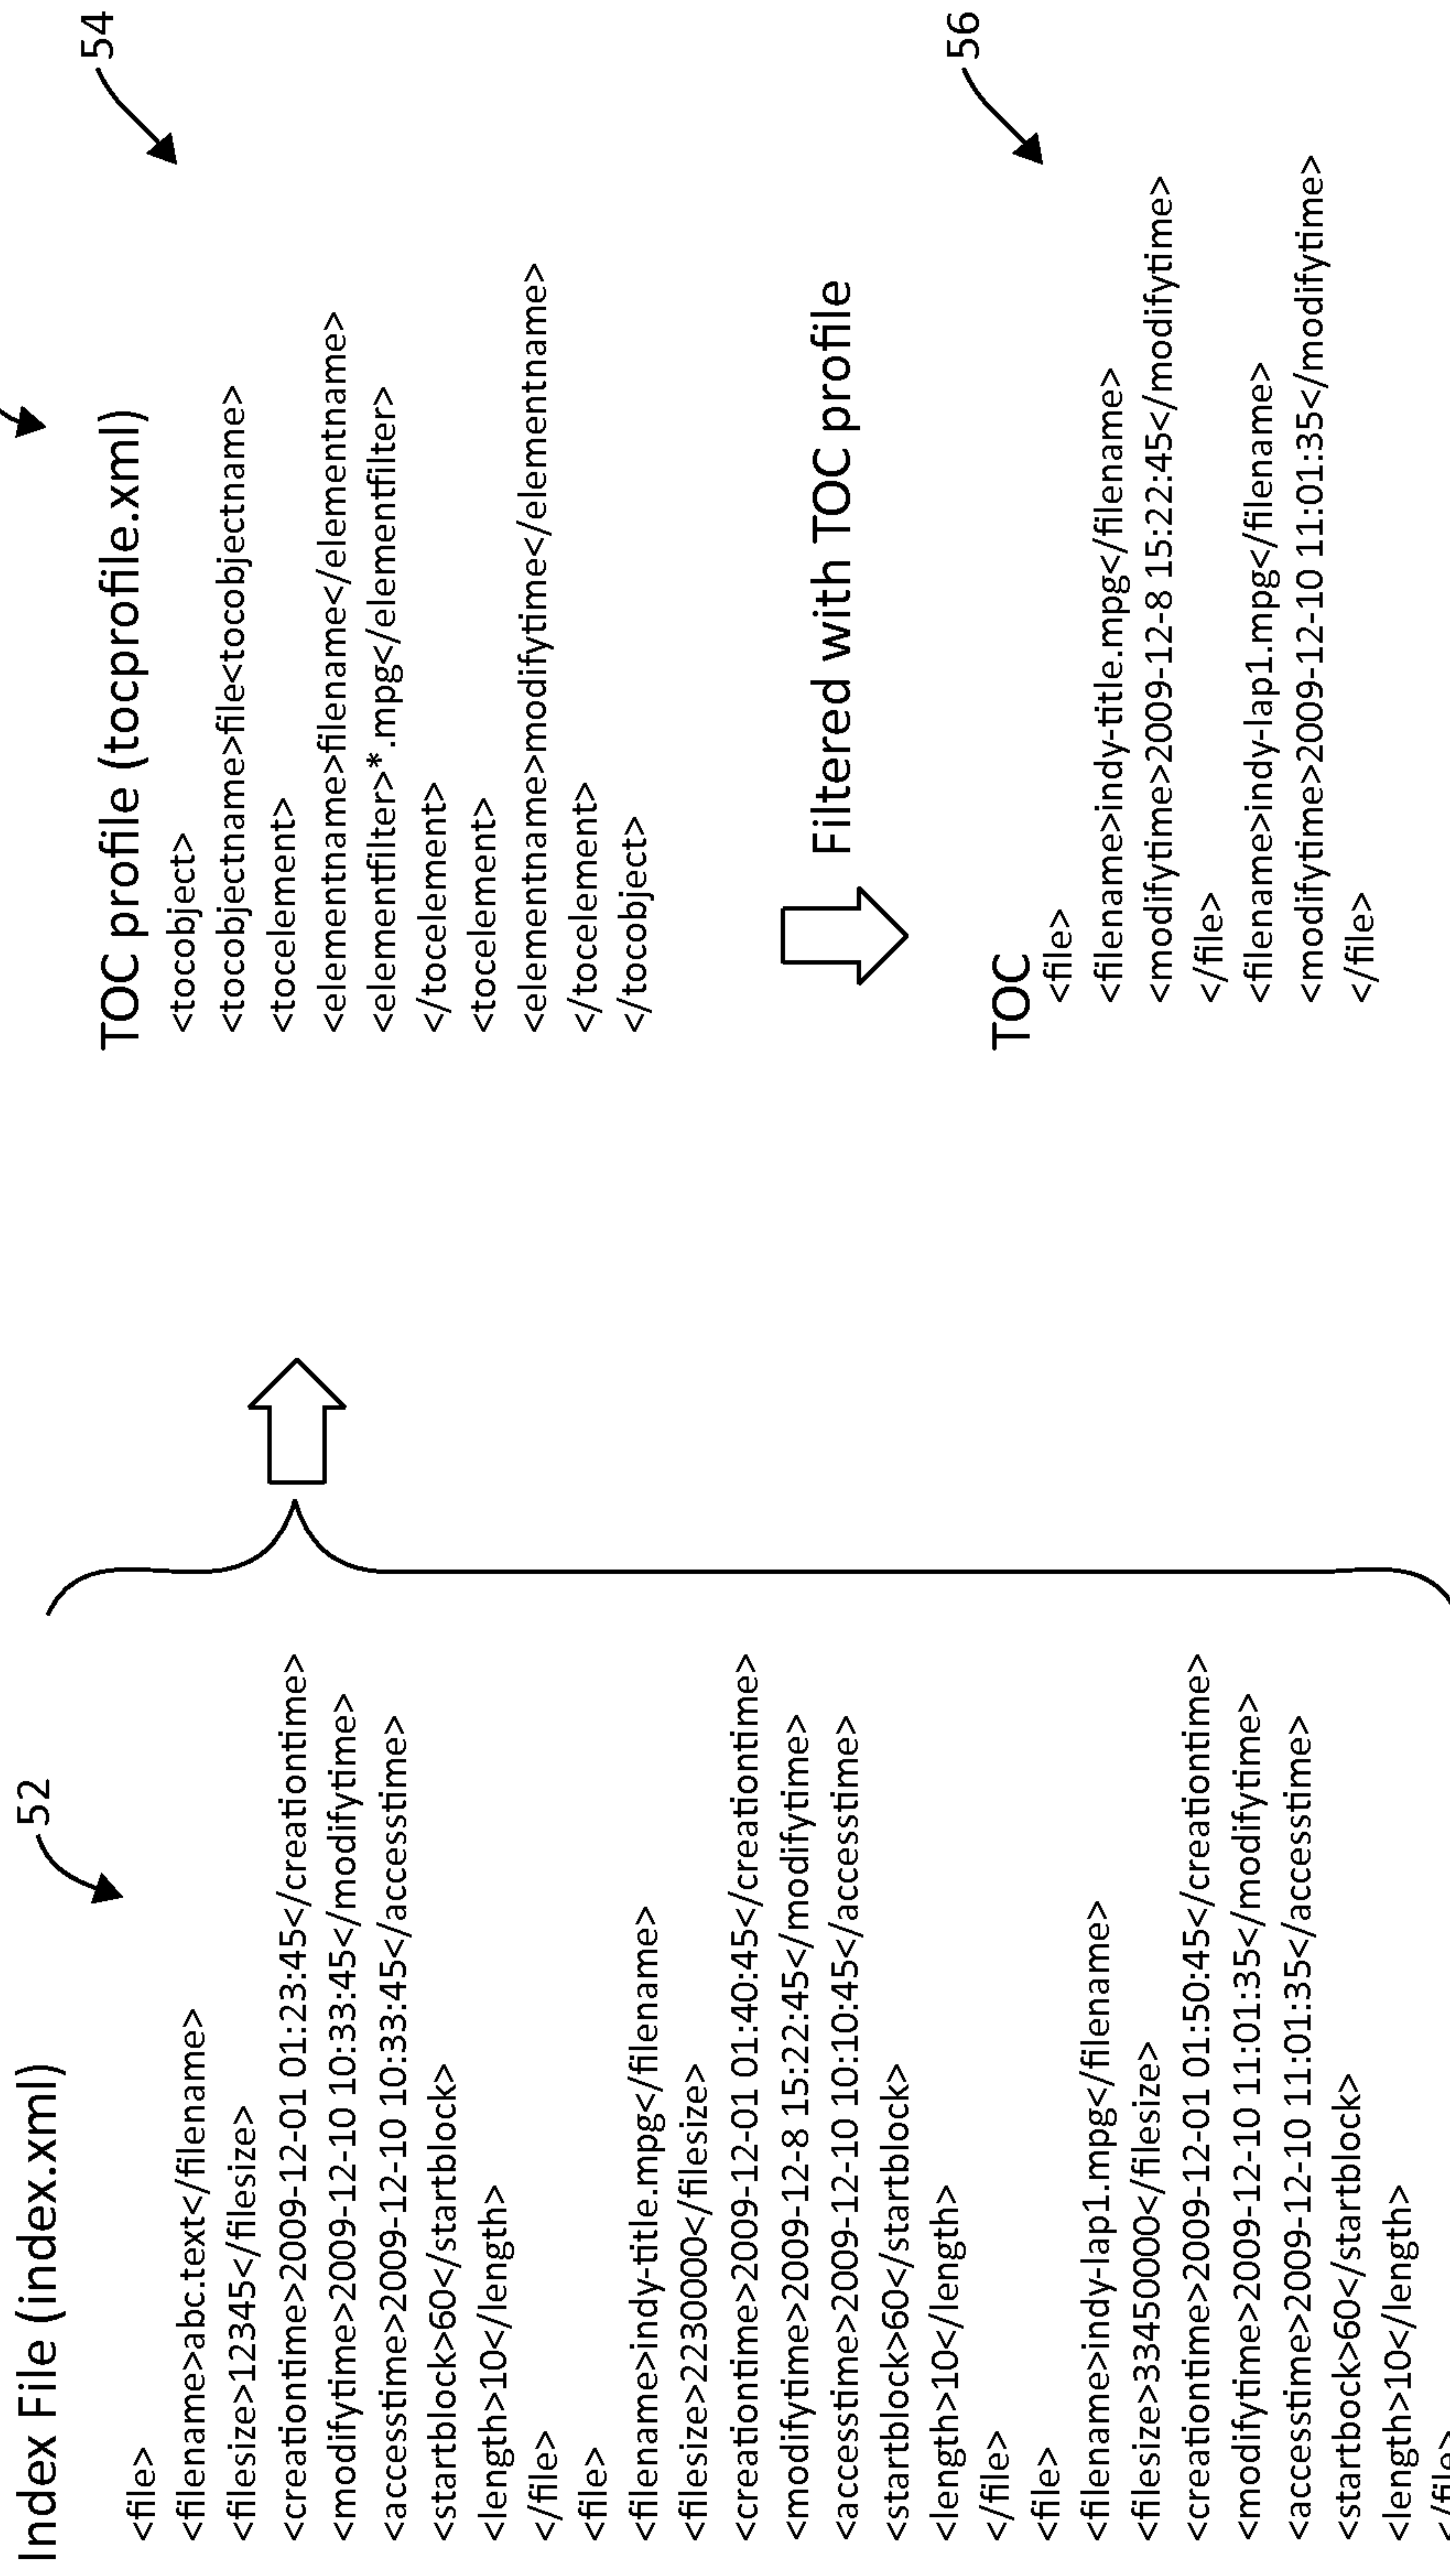 Index File (index.xml)
52
<file>
<filename>abc.text</filename>
<filesize>12345</filesize>
<creationtime>2009-12-01 01:23:45</creationtime>
<modifytime>2009-12-10 10:33:45</modifytime>
<accesstime>2009-12-10 10:33:45</accesstime>
<startblock>60</startblock>
<length>10</length>
</file>
<file>
<filename>indy-title.mpg</filename>
<filesize>2230000</filesize>
<creationtime>2009-12-01 01:40:45</creationtime>
<modifytime>2009-12-8 15:22:45</modifytime>
<accesstime>2009-12-10 10:10:45</accesstime>
<startblock>60</startblock>
<length>10</length>
</file>
<file>
<filename>indy-lap1.mpg</filename>
<filesize>33450000</filesize>
<creationtime>2009-12-01 01:50:45</creationtime>
<modifytime>2009-12-10 11:01:35</modifytime>
<accesstime>2009-12-10 11:01:35</accesstime>
<startbock>60</startblock>
<length>10</length>
</file>
54
TOC profile (tocprofile.xml)
<tocobject>
<tocobjectname>file<tocobjectname>
<tocelement>
<elementname>filename</elementname>
<elementfilter>*.mpg</elementfilter>
</tocelement>
<tocelement>
<elementname>modifytime</elementname>
</tocelement>
</tocobject>
Filtered with TOC profile
56
TOC
<file>
<filename>indy-title.mpg</filename>
<modifytime>2009-12-8 15:22:45</modifytime>
</file>
<filename>indy-lap1.mpg</filename>
<modifytime>2009-12-10 11:01:35</modifytime>
</file>